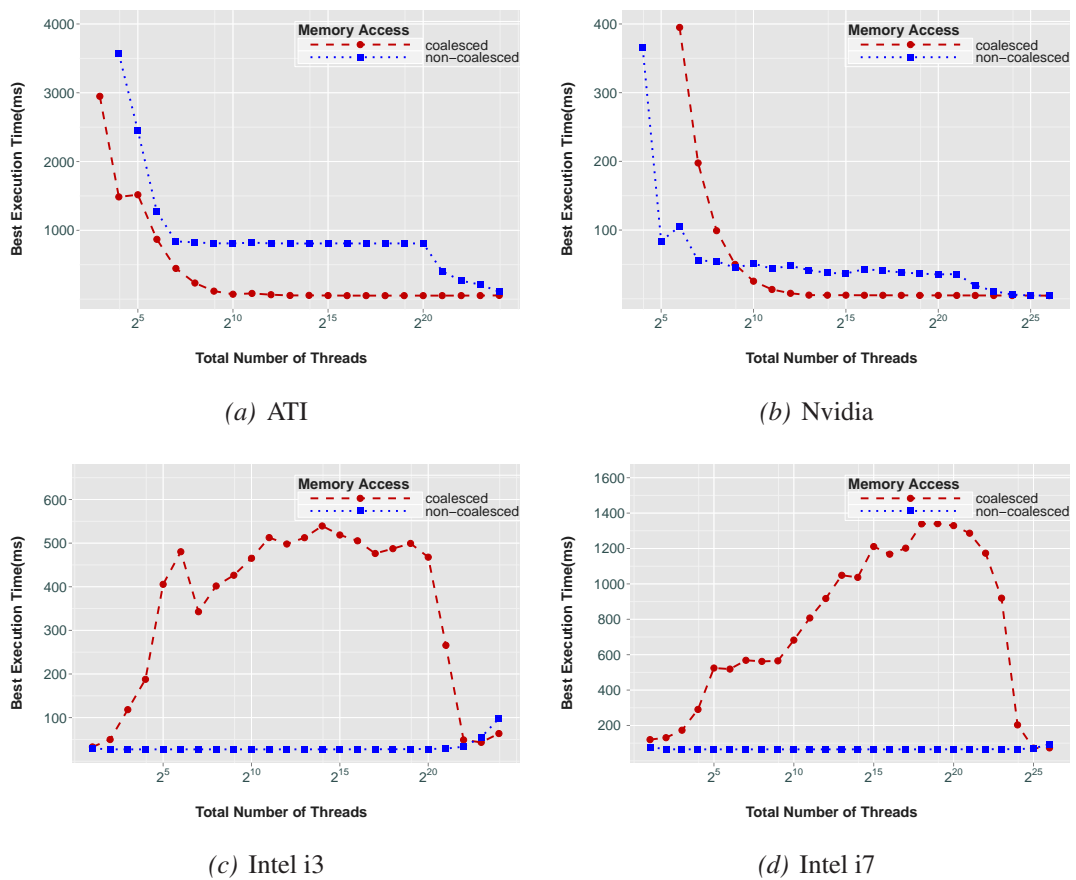 4000
3000
2000
1000
Best Execution Time(ms)
Memory Access
coalesced
non−coalesced
2^5
2^10
2^15
2^20
Total Number of Threads
(a) ATI
400
300
200
100
Best Execution Time(ms)
Memory Access
coalesced
non−coalesced
2^5
2^10
2^15
2^20
2^25
Total Number of Threads
(b) Nvidia
600
500
400
300
200
100
Best Execution Time(ms)
Memory Access
coalesced
non−coalesced
2^5
2^10
2^15
2^20
Total Number of Threads
(c) Intel i3
1600
1400
1200
1000
800
600
400
200
Best Execution Time(ms)
Memory Access
coalesced
non−coalesced
2^5
2^10
2^15
2^20
2^25
Total Number of Threads
(d) Intel i7